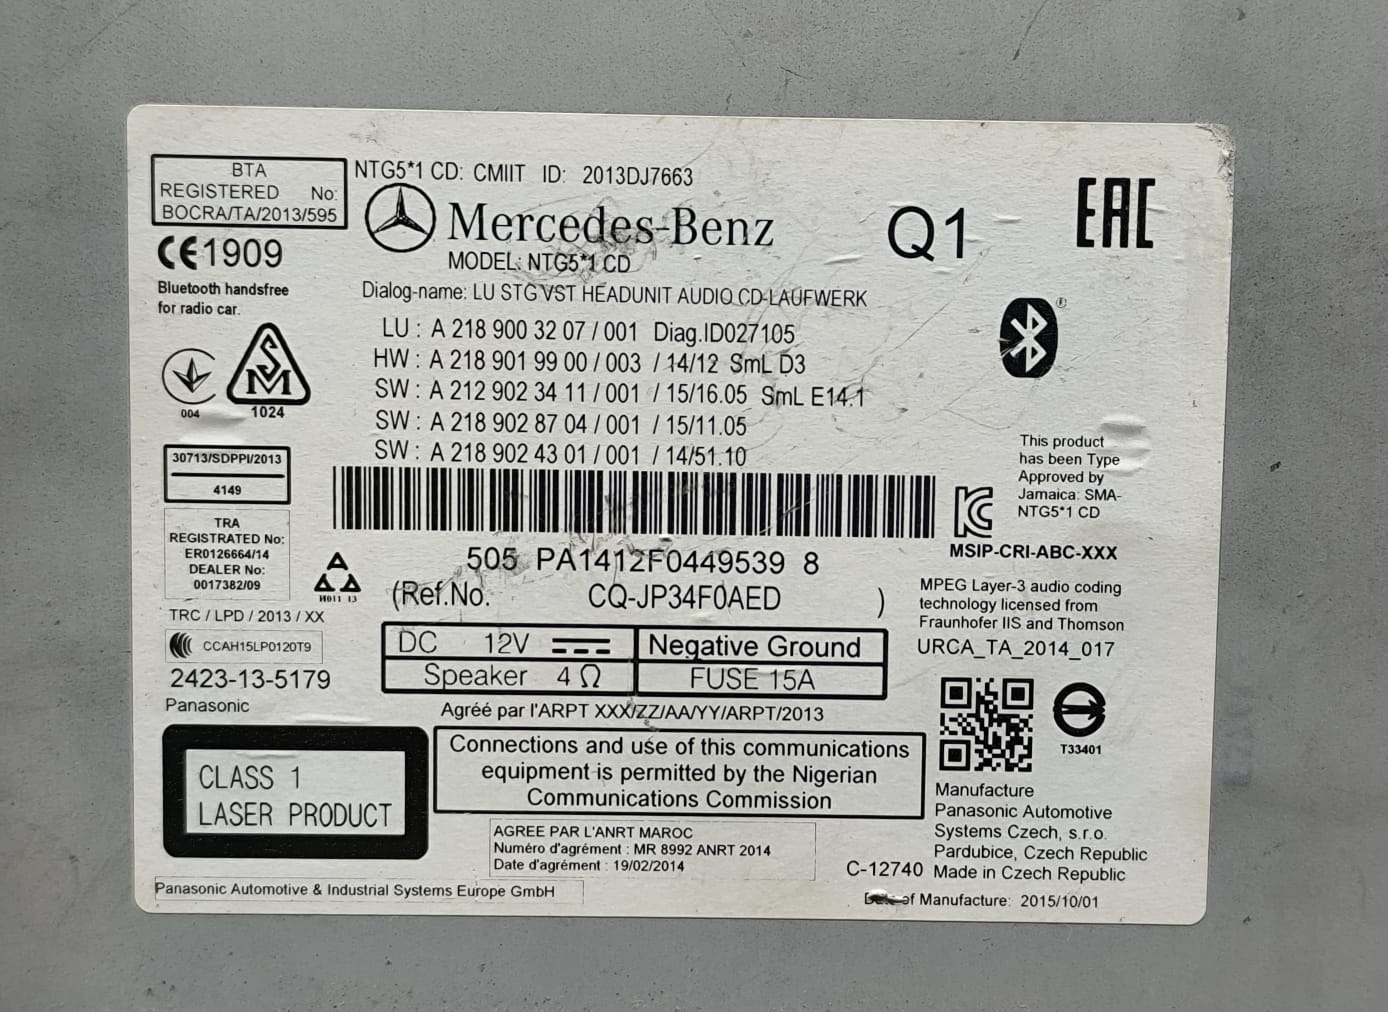 BTA
REGISTERED No:
BOCRA/TA/2013/595
NTG5*1 CD: CMIIT ID: 2013DJ7663
Mercedes-Benz
MODEL: NTG5*1 CD
Q1
EAC
CE1909
Bluetooth handsfree
for radio car.
Dialog-name: LU STG VST HEADUNIT AUDIO CD-LAUFWERK
LU : A 218 900 32 07 / 001 Diag.ID027105
HW : A 218 901 99 00 / 003 / 14/12 SmL D3
SW : A 212 902 34 11 / 001 / 15/16.05 SmL E14.1
SW : A 218 902 87 04 / 001 / 15/11.05
SW : A 218 902 43 01 / 001 / 14/51.10
®
004
SM
1024
30713/SDPPI/2013
4149
TRA
REGISTRATED No:
ER0126664/14
DEALER No:
0017382/09
This product
has been Type
Approved by
Jamaica: SMA-
NTG5*1 CD
MSIP-CRI-ABC-XXX
505 PA1412F0449539 8
(Ref.No. CQ-JP34F0AED )
И011 13
TRC / LPD / 2013 / XX
CCAH15LP0120T9
2423-13-5179
Panasonic
DC 12V
Negative Ground
Speaker 4 Ω
FUSE 15A
MPEG Layer-3 audio coding
technology licensed from
Fraunhofer IIS and Thomson
URCA_TA_2014_017
T33401
Agréé par l'ARPT XXX/ZZ/AA/YY/ARPT/2013
CLASS 1
LASER PRODUCT
Connections and use of this communications
equipment is permitted by the Nigerian
Communications Commission
AGREE PAR L'ANRT MAROC
Numéro d'agrément : MR 8992 ANRT 2014
Date d'agrément : 19/02/2014
Manufacture
Panasonic Automotive
Systems Czech, s.r.o.
Pardubice, Czech Republic
C-12740 Made in Czech Republic
Panasonic Automotive & Industrial Systems Europe GmbH
of Manufacture: 2015/10/01